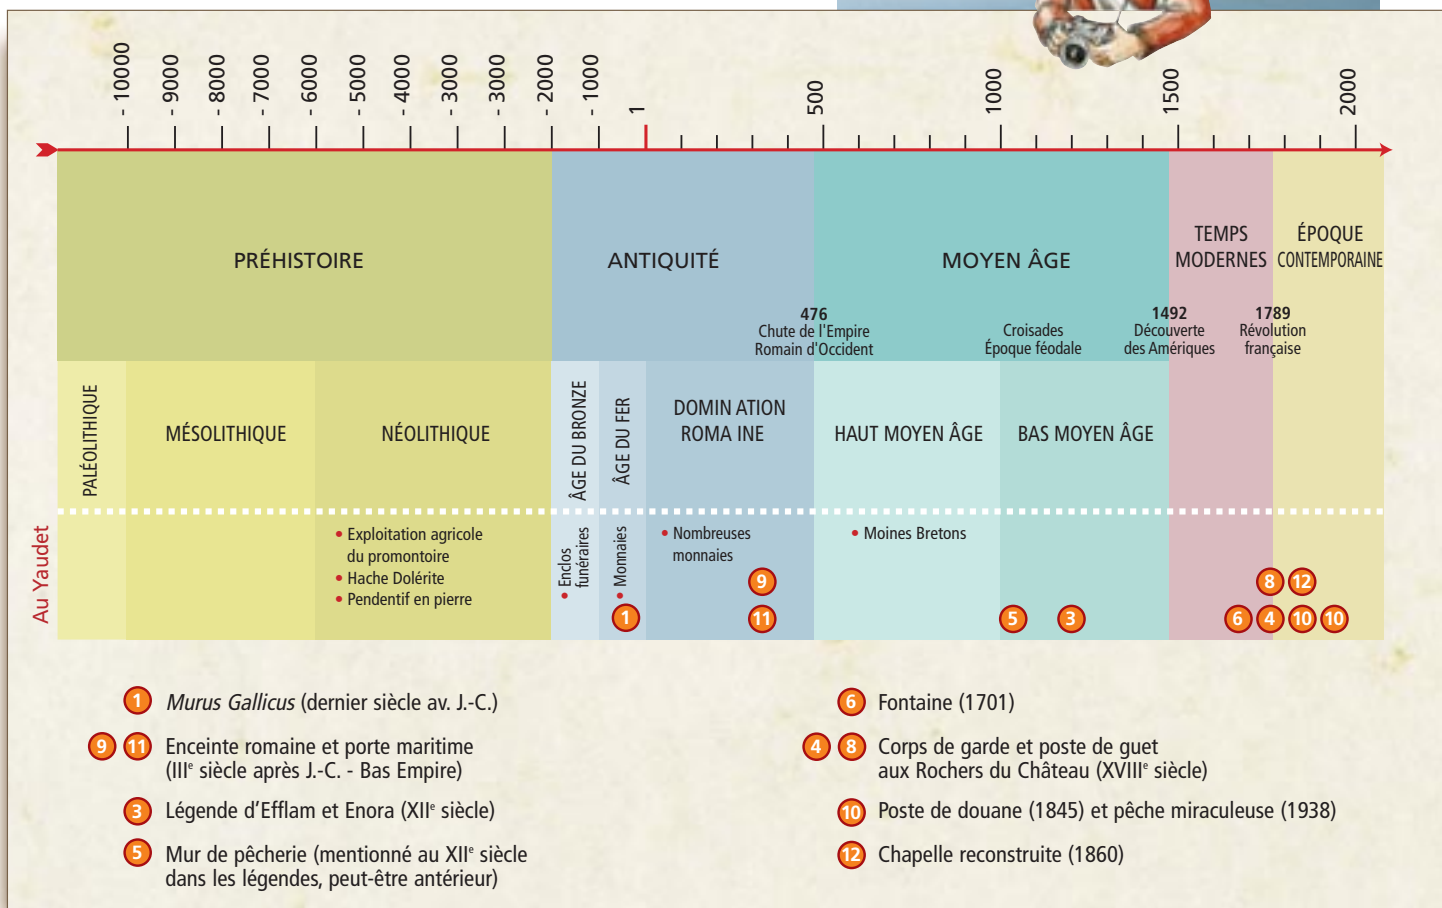 - 10000
- 9000
- 8000
- 7000
- 6000
- 5000
- 4000
- 3000
- 2000
- 1000
1
500
1000
1500
2000
PRÉHISTOIRE
ANTIQUITÉ
MOYEN ÂGE
TEMPS
MODERNES
ÉPOQUE
CONTEMPORAINE
476
Chute de l'Empire
Romain d'Occident
Croisades
Époque féodale
1492
Découverte
des Amériques
1789
Révolution
française
PALÉOLITHIQUE
MÉSOLITHIQUE
NÉOLITHIQUE
ÂGE DU BRONZE
ÂGE DU FER
DOMIN ATION
ROMA INE
HAUT MOYEN ÂGE
BAS MOYEN ÂGE
Au Yaudet
• Exploitation agricole
du promontoire
• Hache Dolérite
• Pendentif en pierre
• Enclos
funéraires
• Monnaies
1
• Nombreuses
monnaies
9
11
• Moines Bretons
5
3
8
12
6
4
10
10
1 Murus Gallicus (dernier siècle av. J.-C.)
9 11 Enceinte romaine et porte maritime
(IIIe siècle après J.-C. - Bas Empire)
3 Légende d'Efflam et Enora (XIIe siècle)
5 Mur de pêcherie (mentionné au XIIe siècle
dans les légendes, peut-être antérieur)
6 Fontaine (1701)
4 8 Corps de garde et poste de guet
aux Rochers du Château (XVIIIe siècle)
10 Poste de douane (1845) et pêche miraculeuse (1938)
12 Chapelle reconstruite (1860)